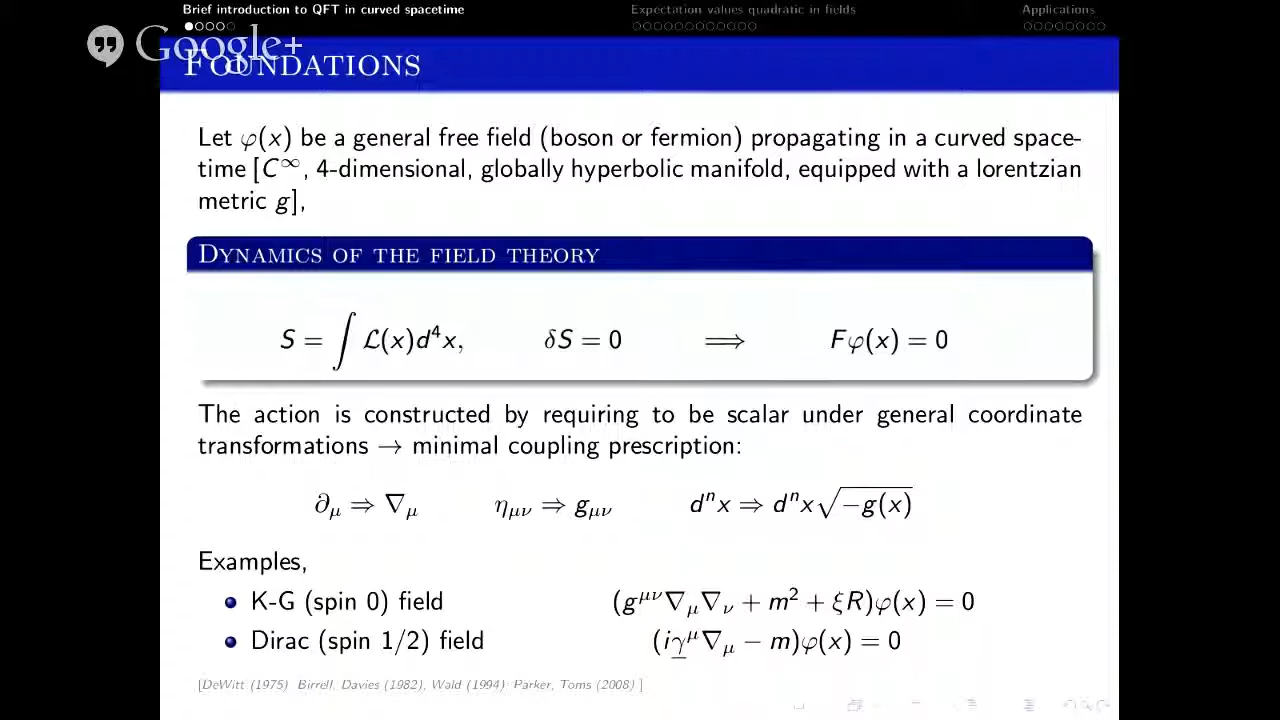 Brief introduction to QFT in curved spacetime Expectation values quadratic in fields Applications
Google+
Foundations
Let φ(x) be a general free field (boson or fermion) propagating in a curved space-
time [C^∞, 4-dimensional, globally hyperbolic manifold, equipped with a lorentzian
metric g],
Dynamics of the field theory
S = ∫ ℒ(x)d⁴x, δS = 0 ⟹ Fφ(x) = 0
The action is constructed by requiring to be scalar under general coordinate
transformations → minimal coupling prescription:
∂_μ ⇒ ∇_μ η_μν ⇒ g_μν dⁿx ⇒ dⁿx√(−g(x))
Examples,
• K-G (spin 0) field (g^μν ∇_μ ∇_ν + m² + ξR)φ(x) = 0
• Dirac (spin 1/2) field (iγ̲^μ ∇_μ − m)φ(x) = 0
[DeWitt (1975) Birrell, Davies (1982), Wald (1994) Parker, Toms (2008) ]